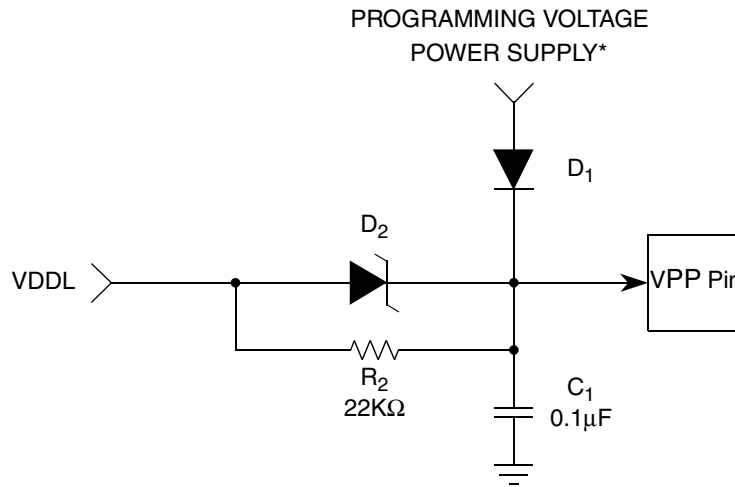 PROGRAMMING VOLTAGE
POWER SUPPLY*
D1
D2
VDDL
VPP Pin
R2
22KΩ
C1
0.1µF